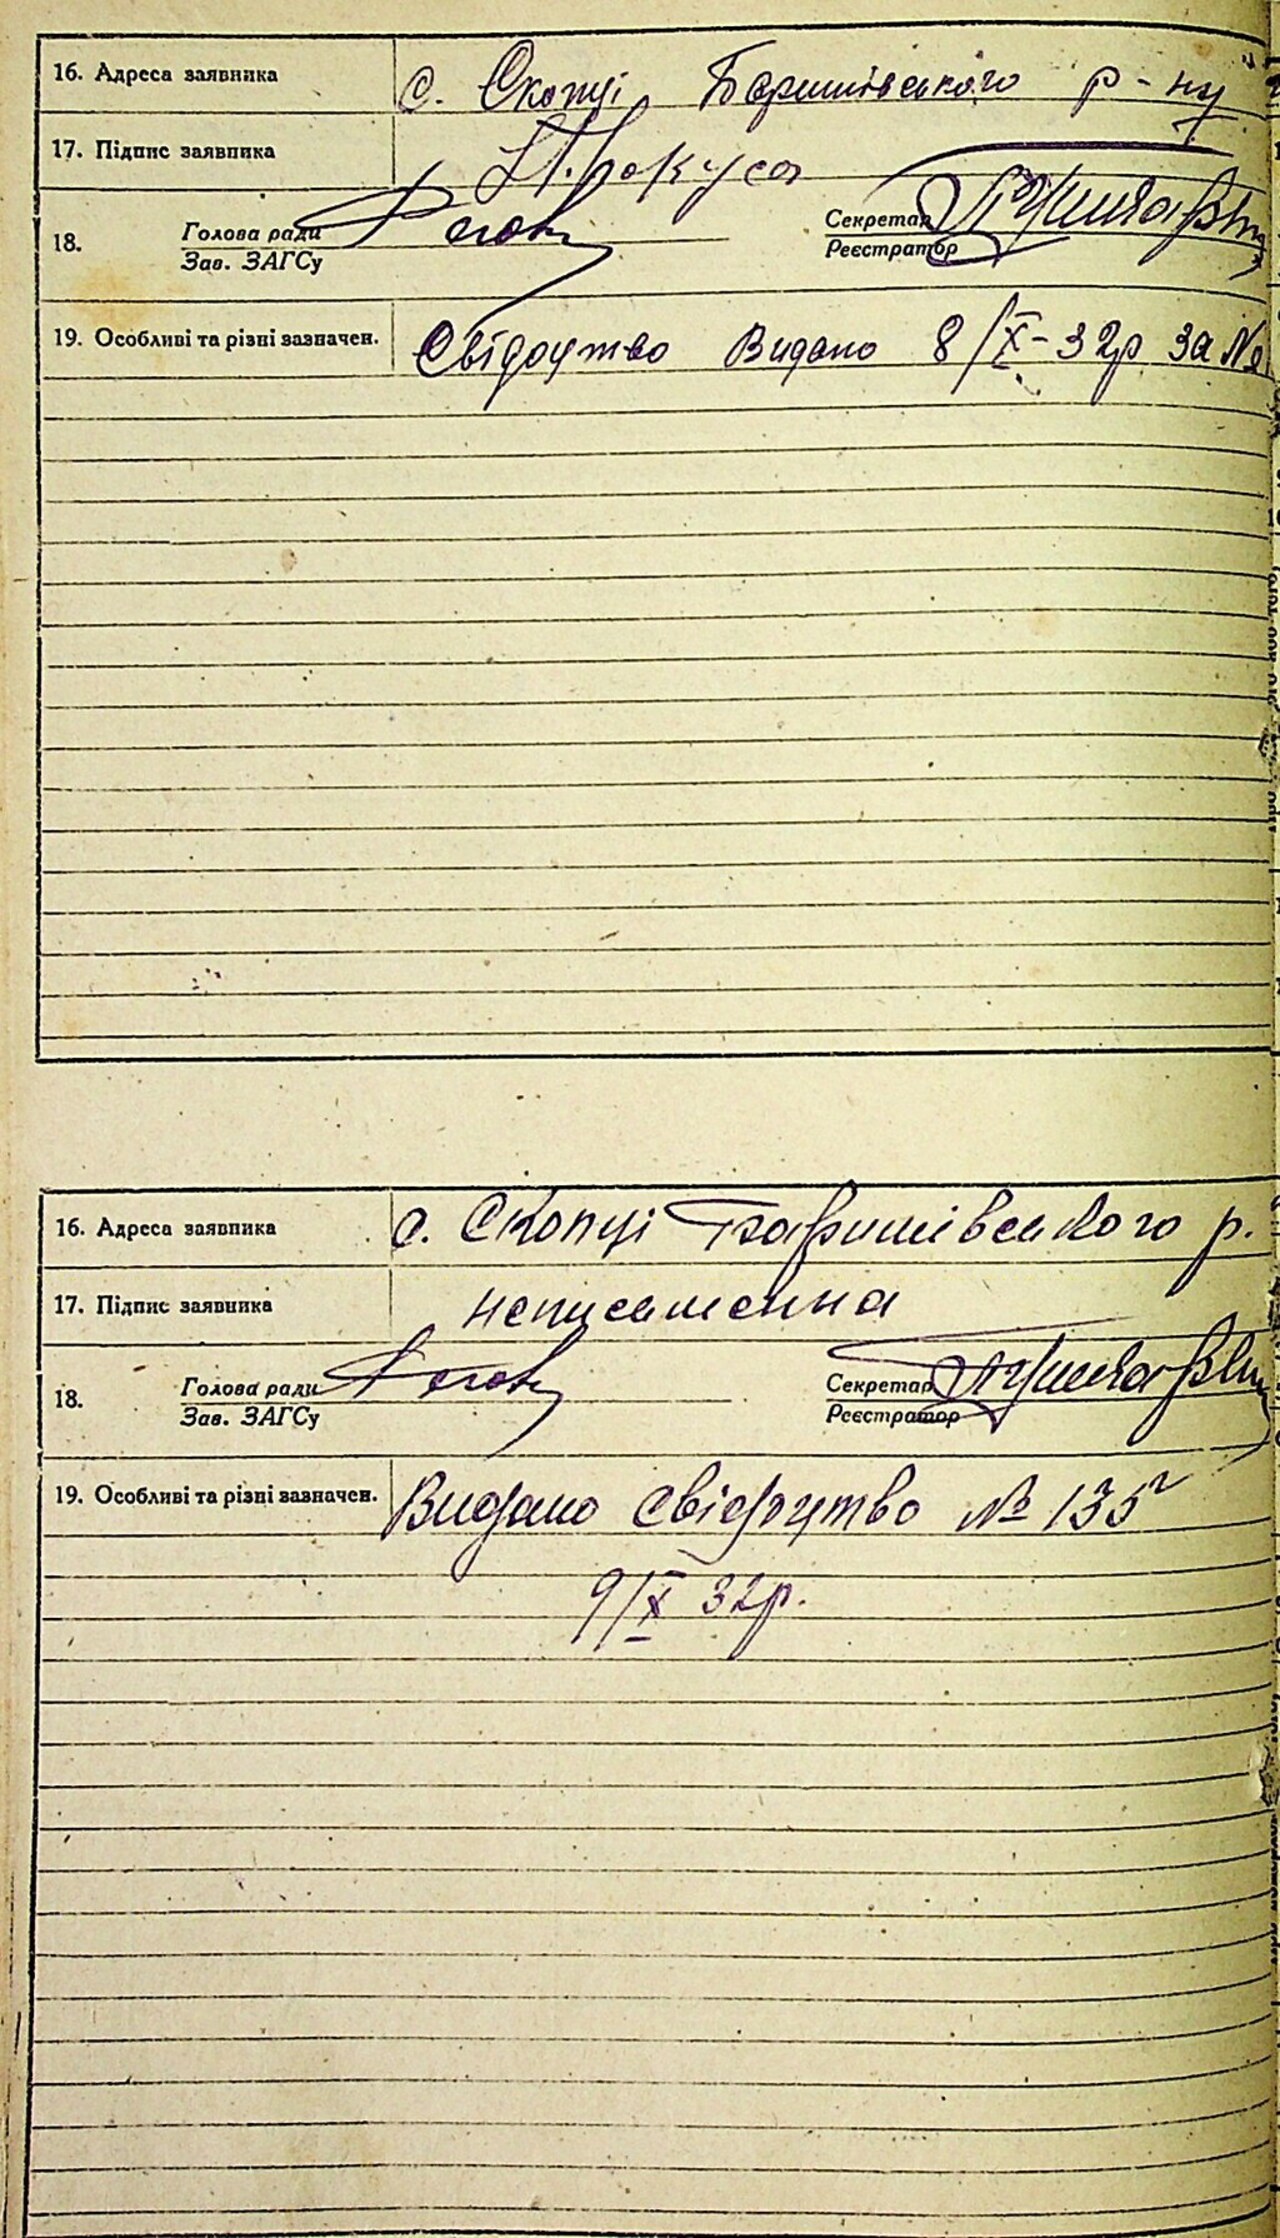 16. Адреса заявника с. Скопці Баришівського р-ну
17. Підпис заявника
18. Голова ради Секретар
Зав. ЗАГСу Реєстратор
19. Особливі та різні зазначен. Свідоцтво Видано 8/X-32р за №
16. Адреса заявника с. Скопці Баришівського р.
17. Підпис заявника неписьменна
18. Голова ради Секретар
Зав. ЗАГСу Реєстратор
19. Особливі та різні зазначен. Видано свідоцтво № 135
9/X 32р.